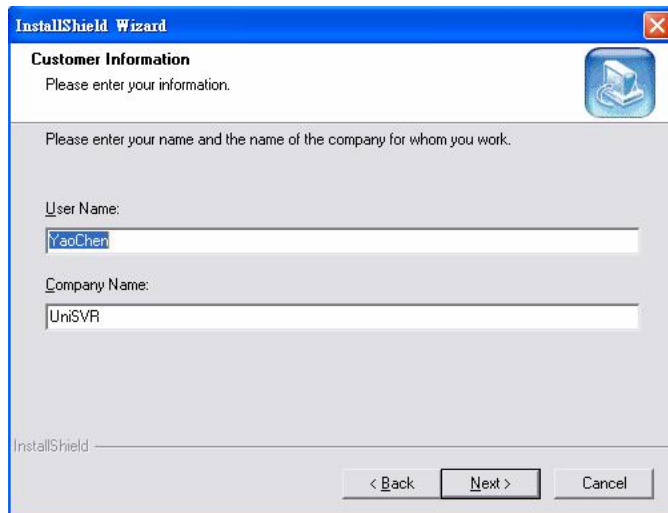 InstallShield Wizard
Customer Information
Please enter your information.
Please enter your name and the name of the company for whom you work.
User Name:
YaoChen
Company Name:
UniSVR
InstallShield
< Back
Next >
Cancel